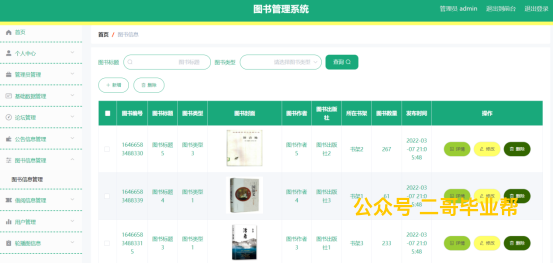 图书管理系统
管理员 admin 退出到前台 退出登录
首页
个人中心
管理员管理
基础数据管理
论坛管理
公告信息管理
图书信息管理
图书信息管理
借阅信息管理
用户管理
轮播图信息
首页 / 图书信息
图书标题 图书标题 图书类型 请选择图书类型 查询
+ 新增 删除
图书编号 图书标题 图书类型 图书封面 图书作者 图书出版社 所在书架 图书数量 发布时间 操作
16466583488330 图书标题5 图书类型3 图书作者5 图书出版社2 书架2 267 2022-03-07 21:05:48 详情 修改 删除
16466583488339 图书标题4 图书类型1 图书作者4 图书出版社3 61 详情 修改 删除
图书标题3 图书类型1 图书作者3 图书出版社1 书架3 233 2022-03-07 21:05:48 详情 修改 删除
公众号 二哥毕业帮